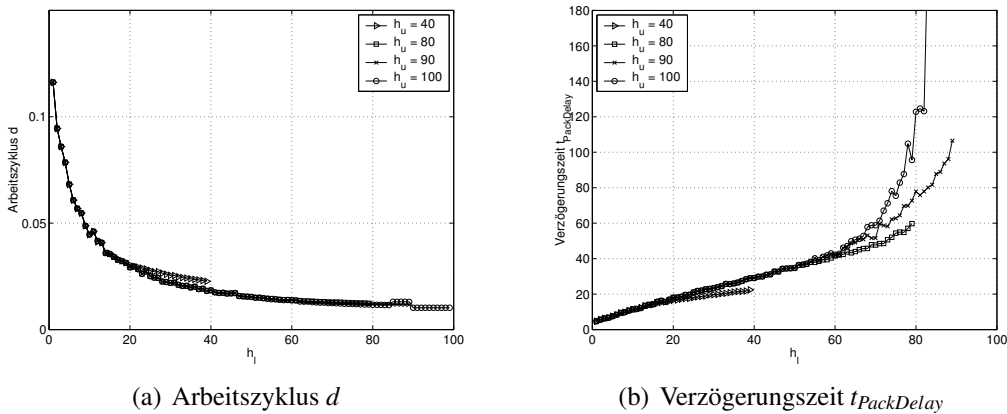 Arbeitszyklus d
0.1
0.05
0
0 20 40 60 80 100
h_l
h_u = 40
h_u = 80
h_u = 90
h_u = 100
(a) Arbeitszyklus d
Verzögerungszeit t_PackDelay
180
160
140
120
100
80
60
40
20
0
0 20 40 60 80 100
h_l
h_u = 40
h_u = 80
h_u = 90
h_u = 100
(b) Verzögerungszeit t_PackDelay